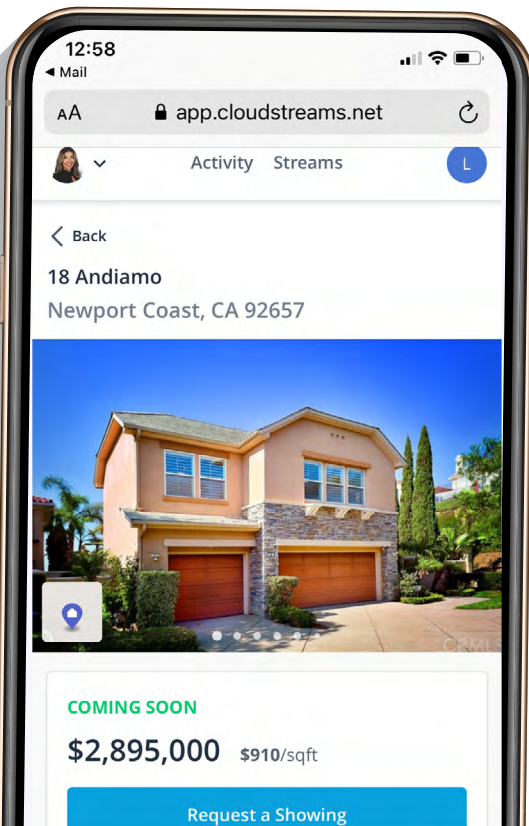 12:58
◀ Mail
AA app.cloudstreams.net
Activity Streams L
Back
18 Andiamo
Newport Coast, CA 92657
CRMLS
COMING SOON
$2,895,000 $910/sqft
Request a Showing